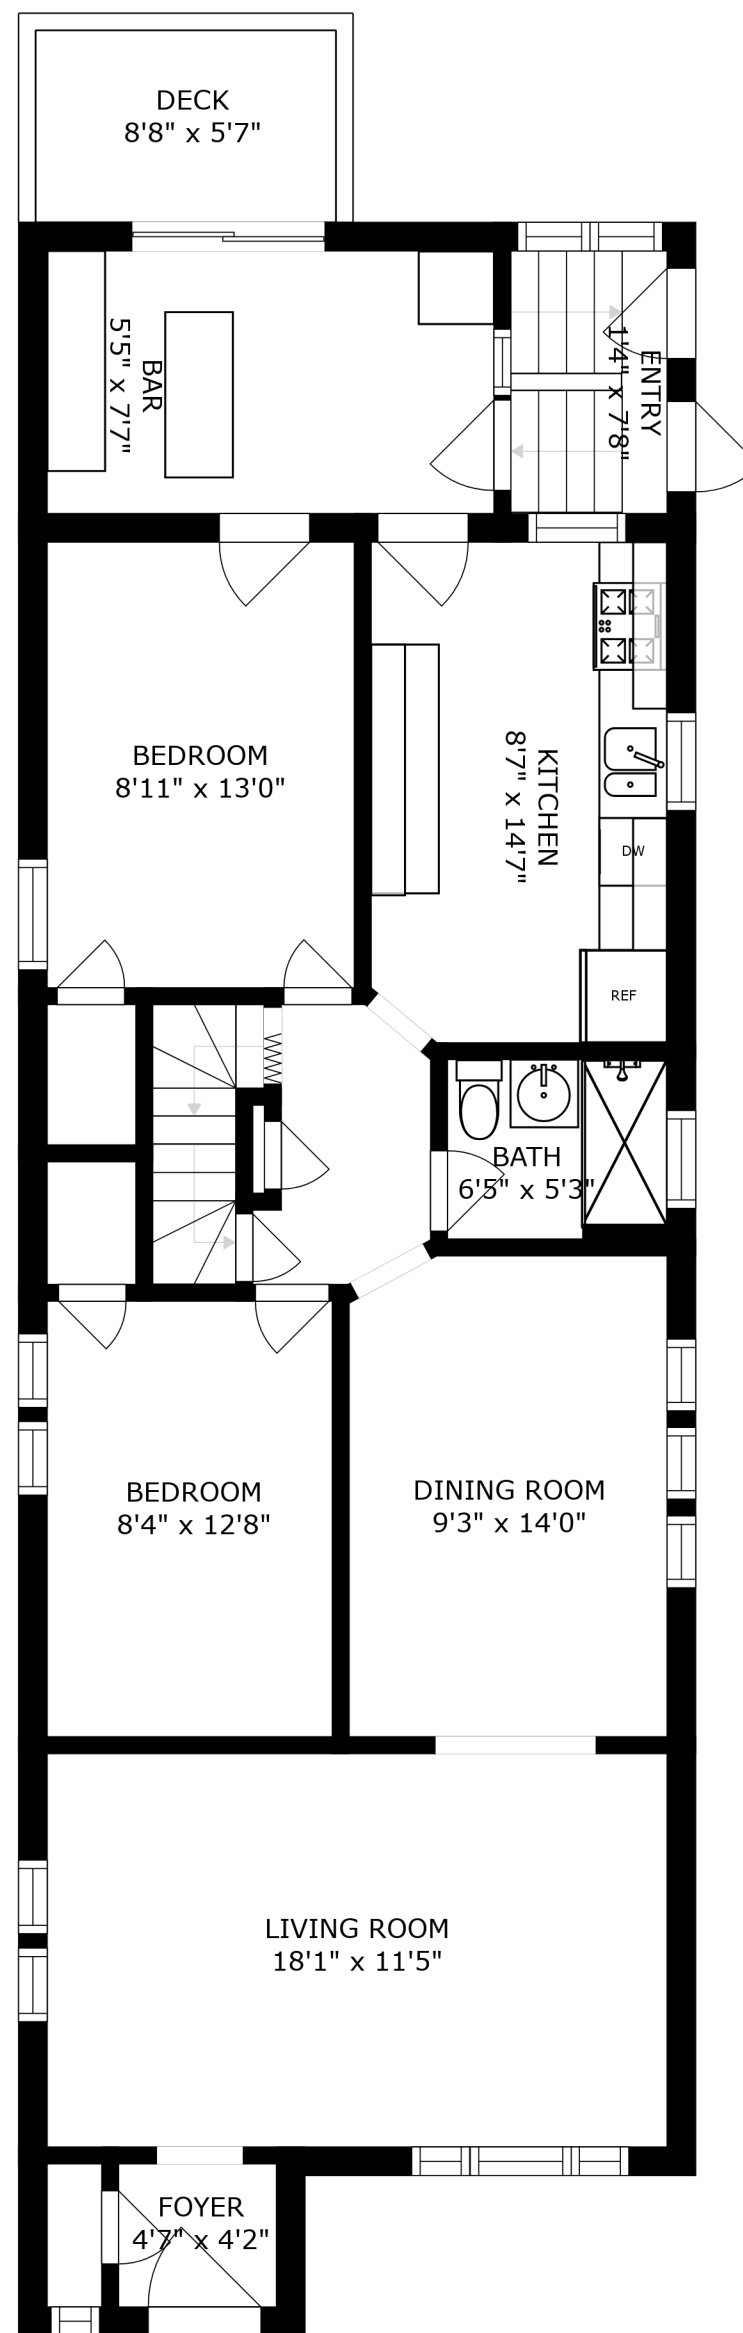 DECK
8'8" x 5'7"
BAR
5'5" x 7'7"
ENTRY
1'4" x 7'8"
BEDROOM
8'11" x 13'0"
KITCHEN
8'7" x 14'7"
DW
REF
BATH
6'5" x 5'3"
BEDROOM
8'4" x 12'8"
DINING ROOM
9'3" x 14'0"
LIVING ROOM
18'1" x 11'5"
FOYER
4'7" x 4'2"